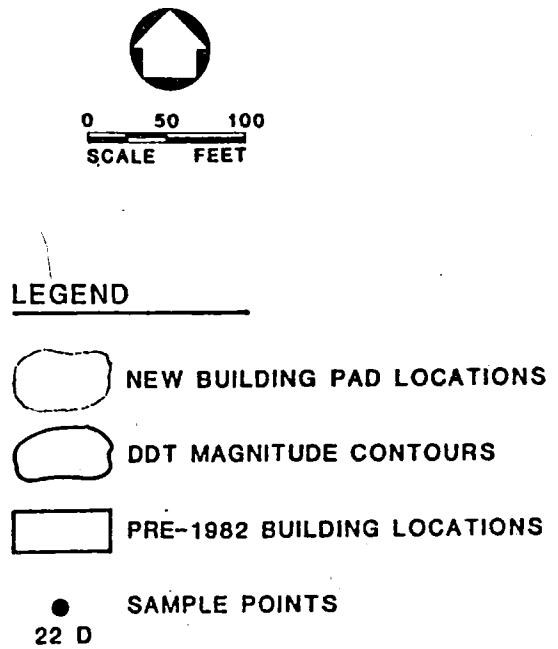 0 50 100
SCALE FEET
LEGEND
NEW BUILDING PAD LOCATIONS
DDT MAGNITUDE CONTOURS
PRE-1982 BUILDING LOCATIONS
SAMPLE POINTS
22 D